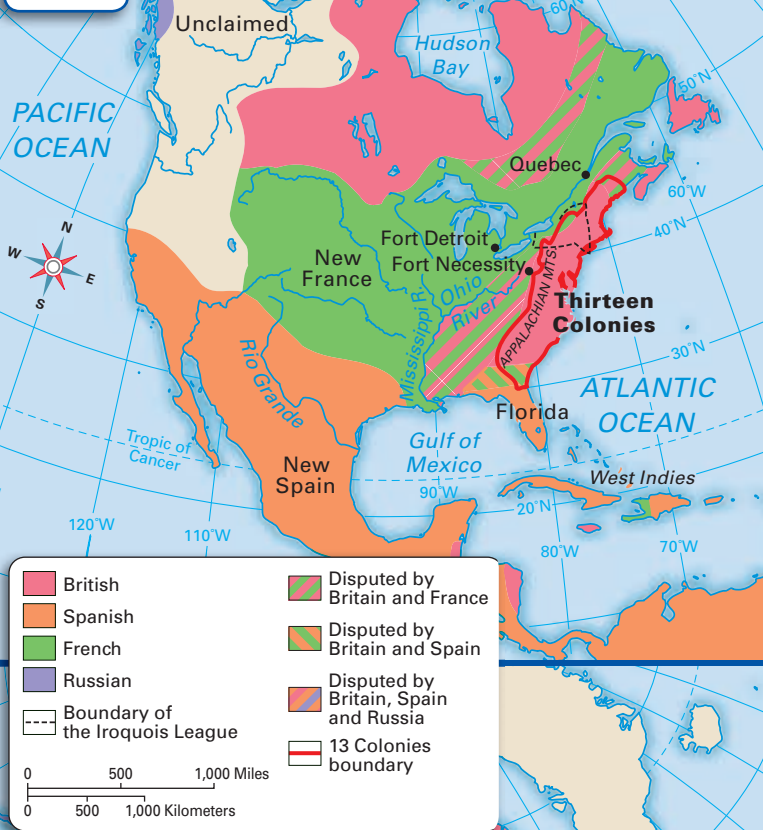 60°N
Unclaimed
Hudson
Bay
50°N
PACIFIC
OCEAN
Quebec
60°W
40°N
N
W
E
S
Fort Detroit
New
France
Fort Necessity
Ohio
River
APPALACHIAN MTS.
Mississippi R.
Thirteen
Colonies
30°N
Rio Grande
ATLANTIC
OCEAN
Florida
Tropic of
Cancer
Gulf of
Mexico
New
Spain
West Indies
90°W
20°N
120°W
110°W
80°W
70°W
British
Spanish
French
Russian
Boundary of
the Iroquois League
Disputed by
Britain and France
Disputed by
Britain and Spain
Disputed by
Britain, Spain
and Russia
13 Colonies
boundary
0 500 1,000 Miles
0 500 1,000 Kilometers